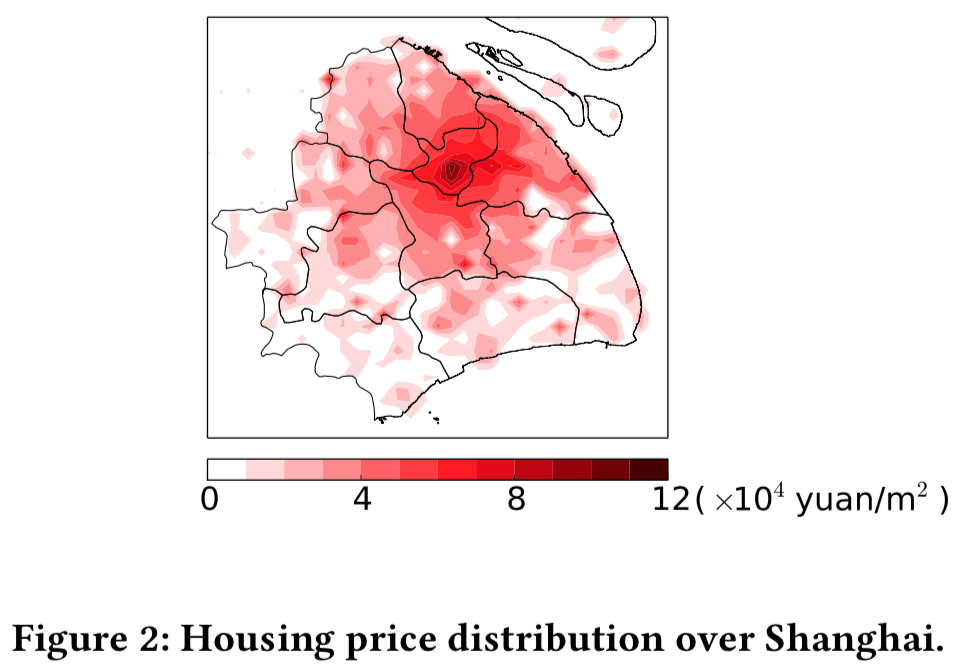 0 4 8 12( ×10⁴ yuan/m² )
Figure 2: Housing price distribution over Shanghai.